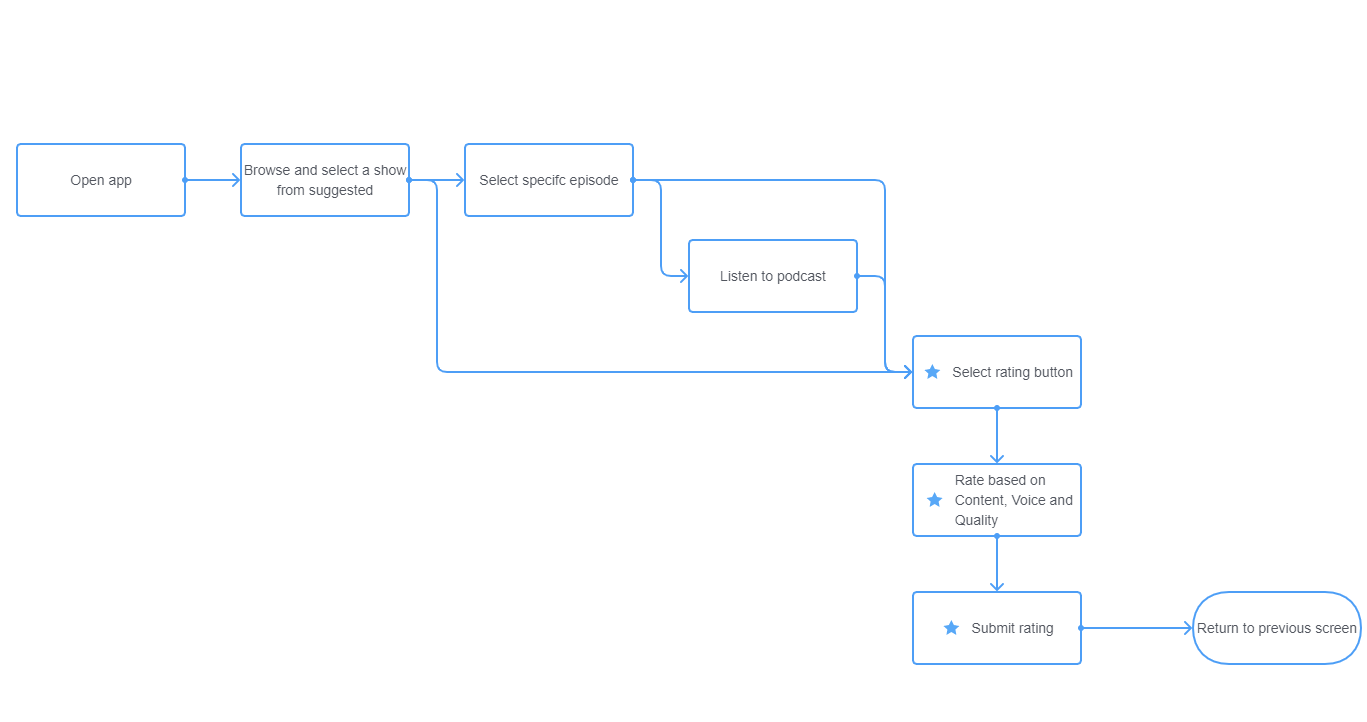 Open app
Browse and select a show
from suggested
Select specifc episode
Listen to podcast
Select rating button
Rate based on
Content, Voice and
Quality
Submit rating
Return to previous screen